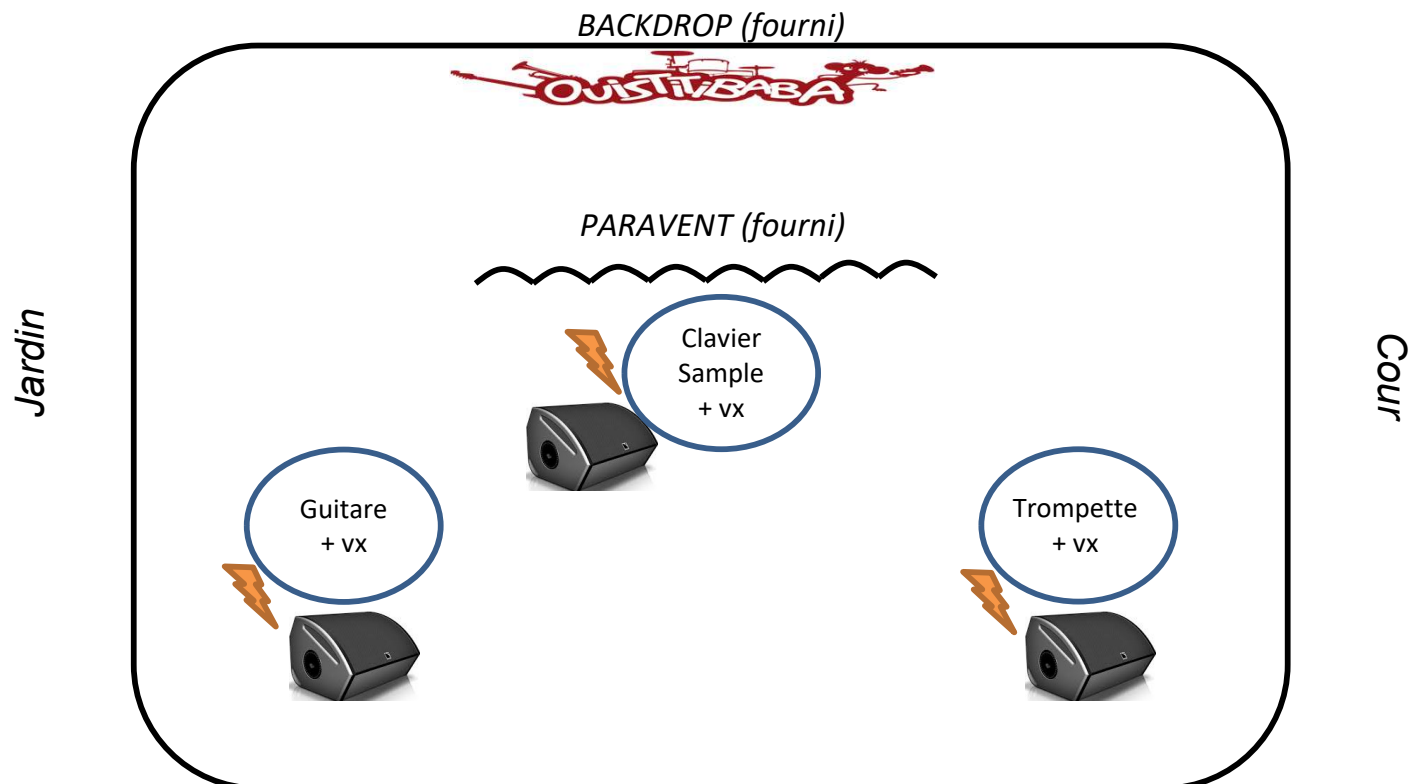 BACKDROP (fourni)
OUISTITIBABA
PARAVENT (fourni)
Jardin
Cour
Clavier
Sample
+ vx
Guitare
+ vx
Trompette
+ vx